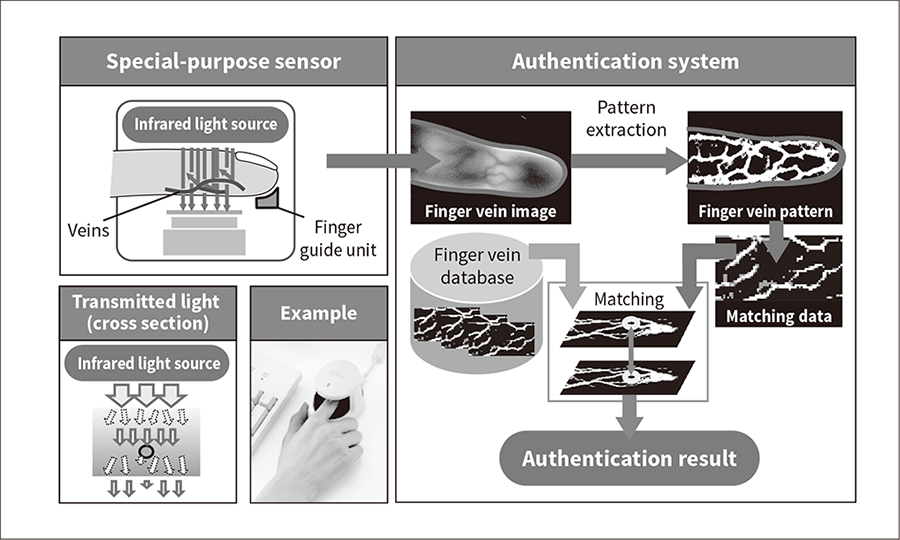 Special-purpose sensor
Infrared light source
Veins
Finger
guide unit
Transmitted light
(cross section)
Infrared light source
Example
Authentication system
Pattern
extraction
Finger vein image
Finger vein pattern
Finger vein
database
Matching
Matching data
Authentication result